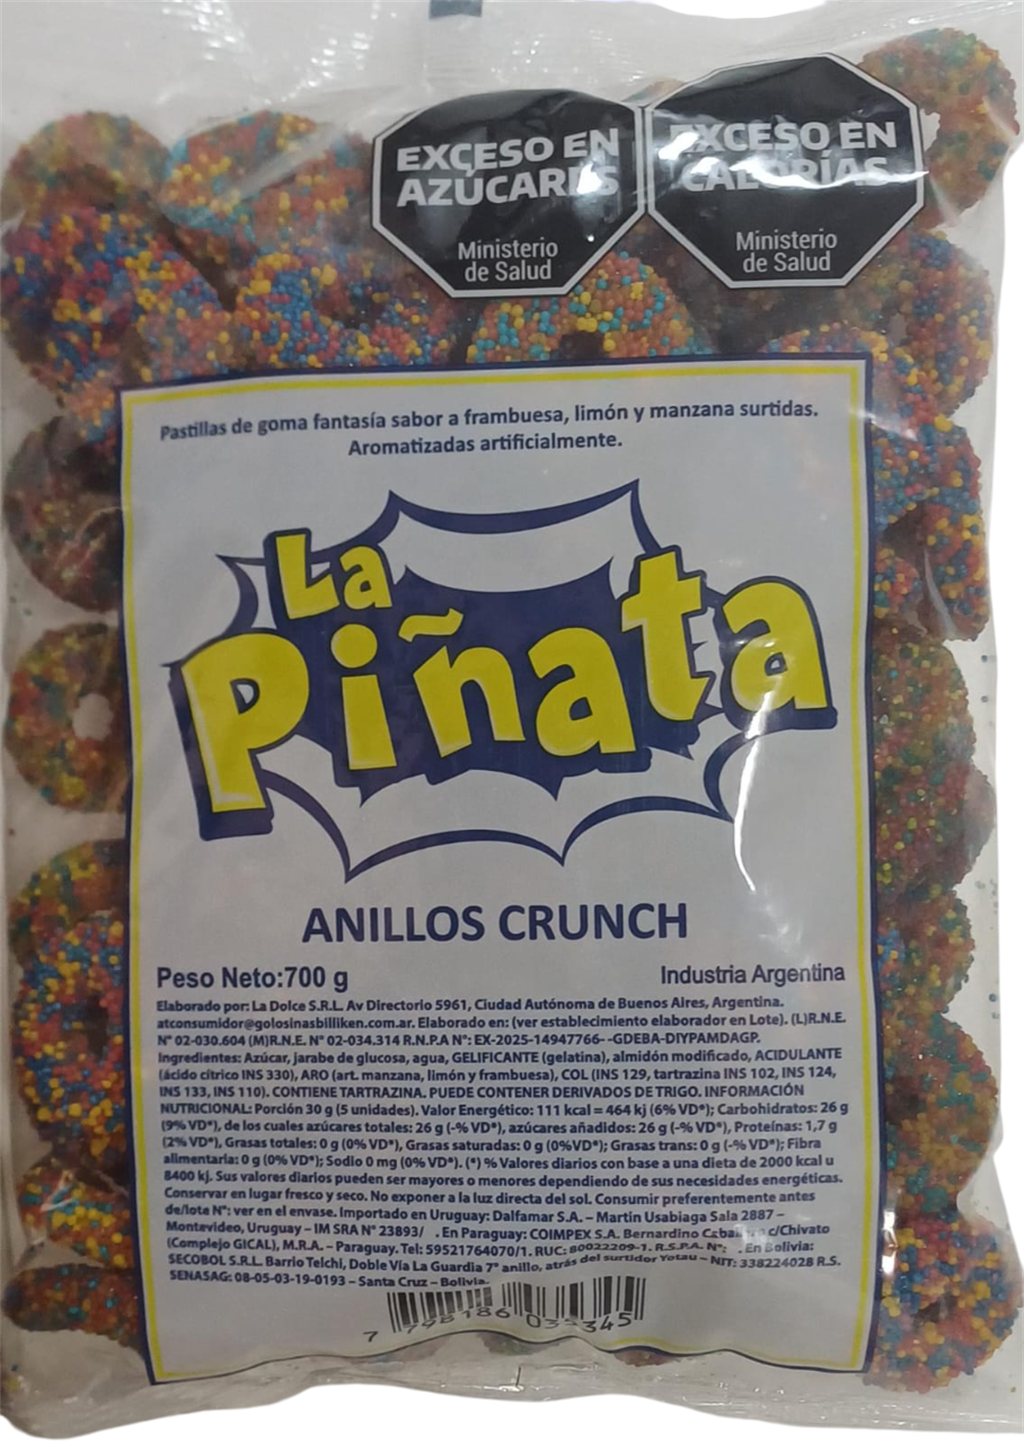 EXCESO EN
AZÚCARES
Ministerio
de Salud
EXCESO EN
CALORÍAS
Ministerio
de Salud
Pastillas de goma fantasía sabor a frambuesa, limón y manzana surtidas.
Aromatizadas artificialmente.
La
Piñata
ANILLOS CRUNCH
Peso Neto:700 g
Industria Argentina
Elaborado por: La Dolce S.R.L. Av Directorio 5961, Ciudad Autónoma de Buenos Aires, Argentina.
atconsumidor@golosinasbilliken.com.ar. Elaborado en: (ver establecimiento elaborador en Lote). (L)R.N.E.
N° 02-030.604 (M)R.N.E. N° 02-034.314 R.N.P.A N°: EX-2025-14947766--GDEBA-DIYPAMDAGP.
Ingredientes: Azúcar, jarabe de glucosa, agua, GELIFICANTE (gelatina), almidón modificado, ACIDULANTE
(ácido cítrico INS 330), ARO (art. manzana, limón y frambuesa), COL (INS 129, tartrazina INS 102, INS 124,
INS 133, INS 110). CONTIENE TARTRAZINA. PUEDE CONTENER DERIVADOS DE TRIGO. INFORMACIÓN
NUTRICIONAL: Porción 30 g (5 unidades). Valor Energético: 111 kcal = 464 kj (6% VD*); Carbohidratos: 26 g
(9% VD*), de los cuales azúcares totales: 26 g (-% VD*), azúcares añadidos: 26 g (-% VD*), Proteínas: 1,7 g
(2% VD*), Grasas totales: 0 g (0% VD*), Grasas saturadas: 0 g (0%VD*); Grasas trans: 0 g (-% VD*); Fibra
alimentaria: 0 g (0% VD*); Sodio 0 mg (0% VD*). (*) % Valores diarios con base a una dieta de 2000 kcal u
8400 kj. Sus valores diarios pueden ser mayores o menores dependiendo de sus necesidades energéticas.
Conservar en lugar fresco y seco. No exponer a la luz directa del sol. Consumir preferentemente antes
de/lote N°: ver en el envase. Importado en Uruguay: Dalfamar S.A. – Martin Usabiaga Sala 2887 –
Montevideo, Uruguay – IM SRA N° 23893/ . En Paraguay: COIMPEX S.A. Bernardino c/Chivato
(Complejo GICAL), M.R.A. – Paraguay. Tel: 59521764070/1. RUC: 80022209-1. R.S.P.A. N°: . En Bolivia:
SECOBOL S.R.L. Barrio Telchi, Doble Vía La Guardia 7° anillo, atrás del surtidor Yotau – NIT: 338224028 R.S.
SENASAG: 08-05-03-19-0193 – Santa Cruz – Bolivia.
7 798186 033345